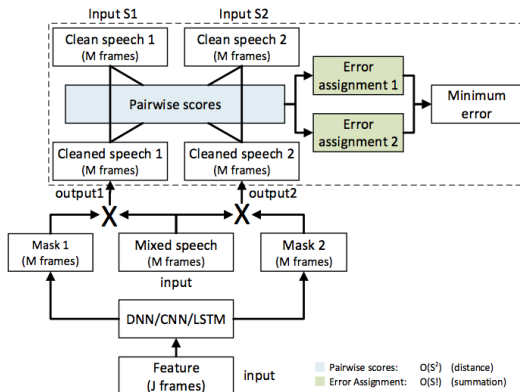 Input S1 Input S2
Clean speech 1 Clean speech 2
(M frames) (M frames)
Error
assignment 1
Pairwise scores
Minimum
error
Error
assignment 2
Cleaned speech 1 Cleaned speech 2
(M frames) (M frames)
output1 output2
X X
Mask 1 Mixed speech Mask 2
(M frames) (M frames) (M frames)
input
DNN/CNN/LSTM
Feature
(J frames)
input
Pairwise scores: O(S²) (distance)
Error Assignment: O(S!) (summation)